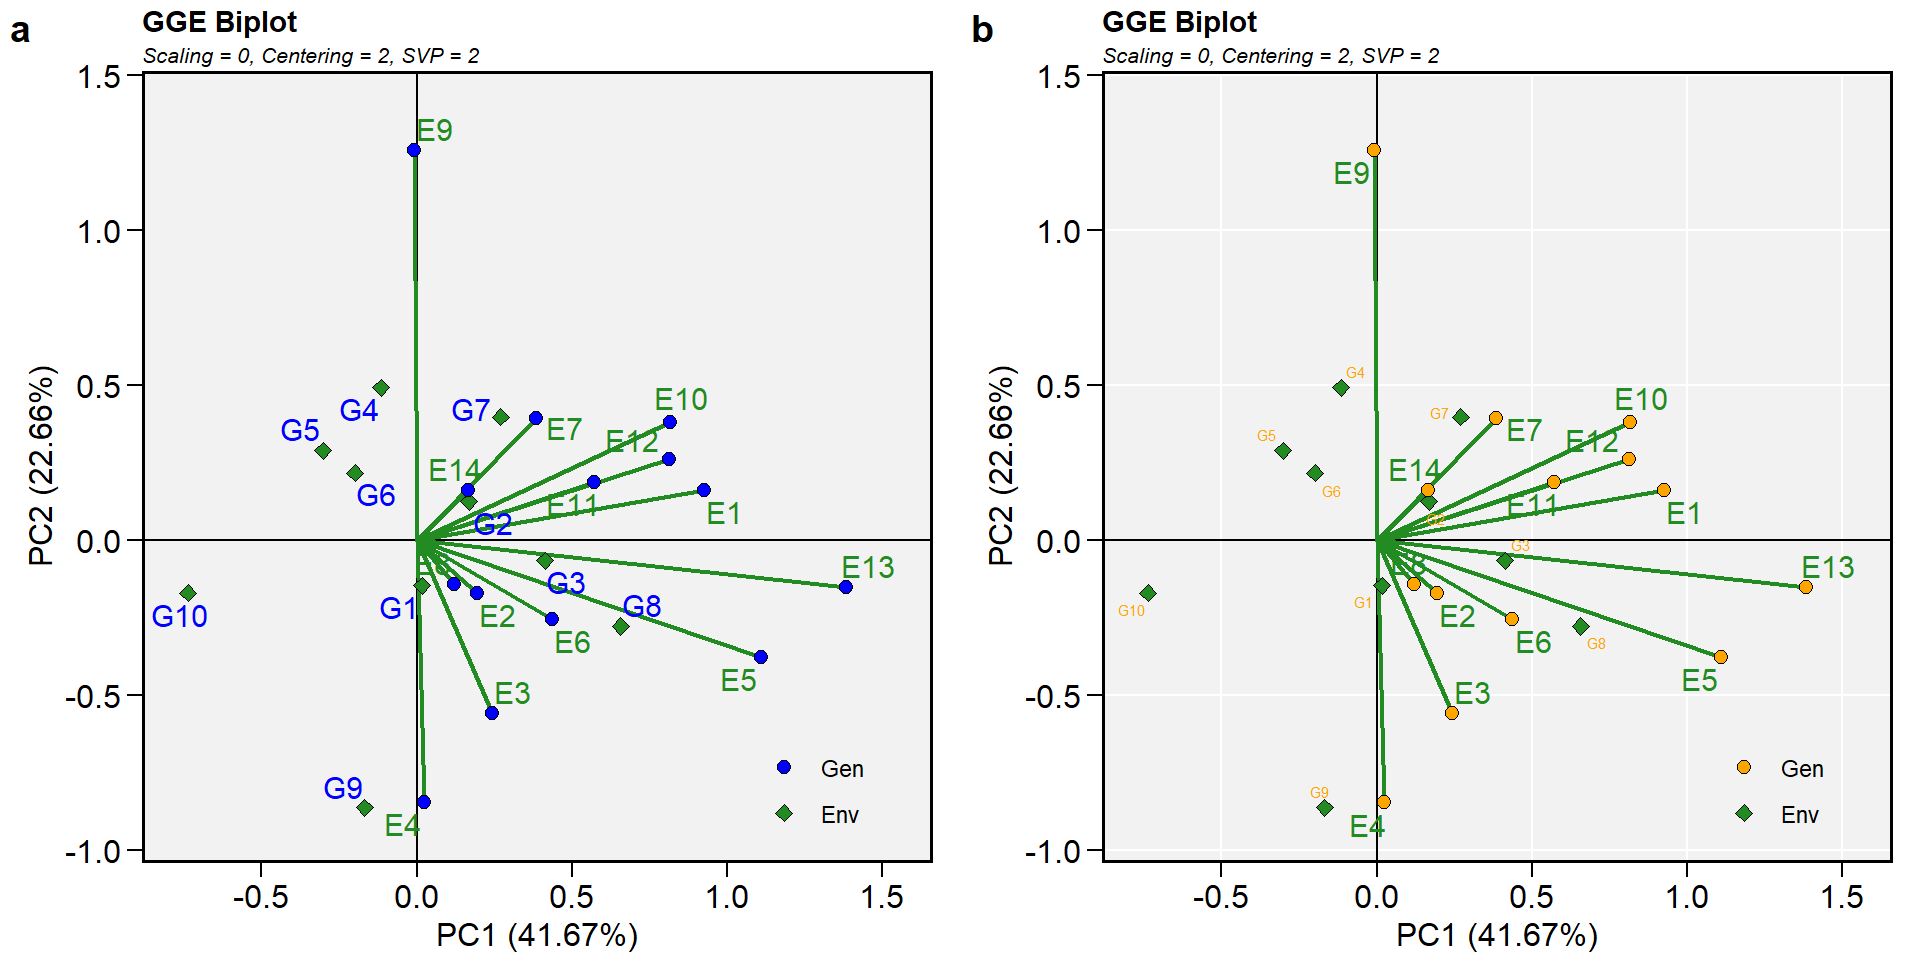 a
GGE Biplot
Scaling = 0, Centering = 2, SVP = 2
1.5
1.0
0.5
0.0
-0.5
-1.0
PC2 (22.66%)
E9
G4
G5
G6
G7
E7
E10
E12
E14
E11
E1
G2
E13
G3
G10
G1
E2
G8
E6
E5
E3
G9
E4
Gen
Env
-0.5
0.0
0.5
1.0
1.5
PC1 (41.67%)
b
GGE Biplot
Scaling = 0, Centering = 2, SVP = 2
1.5
1.0
0.5
0.0
-0.5
-1.0
PC2 (22.66%)
E9
G4
G5
G6
G7
E7
E10
E12
E14
E11
E1
G2
G3
E13
E8
G10
G1
E2
E6
G8
E5
E3
G9
E4
Gen
Env
-0.5
0.0
0.5
1.0
1.5
PC1 (41.67%)